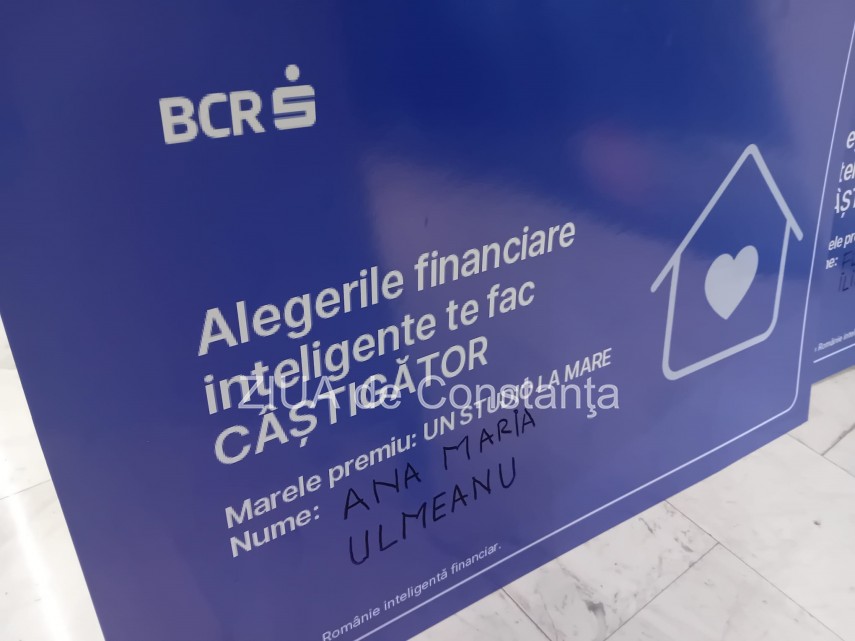 BCR
Alegerile financiare
inteligente te fac
CÂȘTIGĂTOR
ZIUA de Constanța
Marele premiu: UN STUDIO LA MARE
Nume: ANA MARIA
ULMEANU
Românie inteligentă financiar.